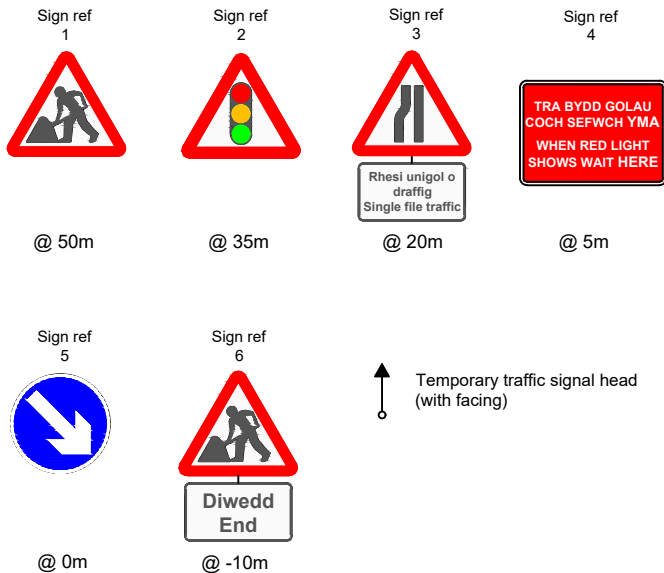 Sign ref
1
Sign ref
2
Sign ref
3
Sign ref
4
Rhesi unigol o
draffig
Single file traffic
TRA BYDD GOLAU
COCH SEFWCH YMA
WHEN RED LIGHT
SHOWS WAIT HERE
@ 50m
@ 35m
@ 20m
@ 5m
Sign ref
5
Sign ref
6
Diwedd
End
Temporary traffic signal head
(with facing)
@ 0m
@ -10m